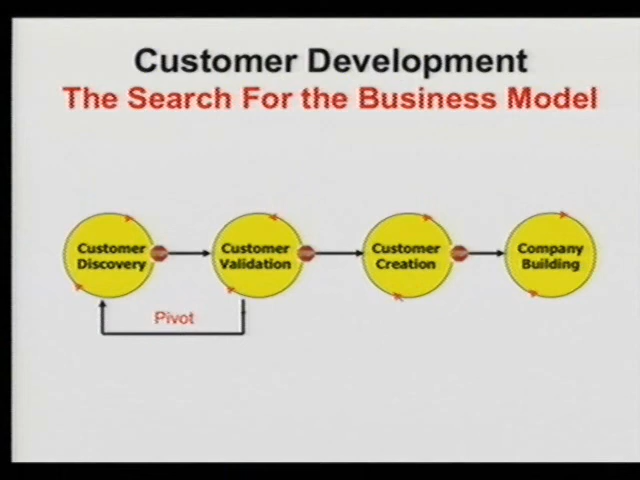 Customer Development
The Search For the Business Model
Customer
Discovery
Customer
Validation
Customer
Creation
Company
Building
Pivot